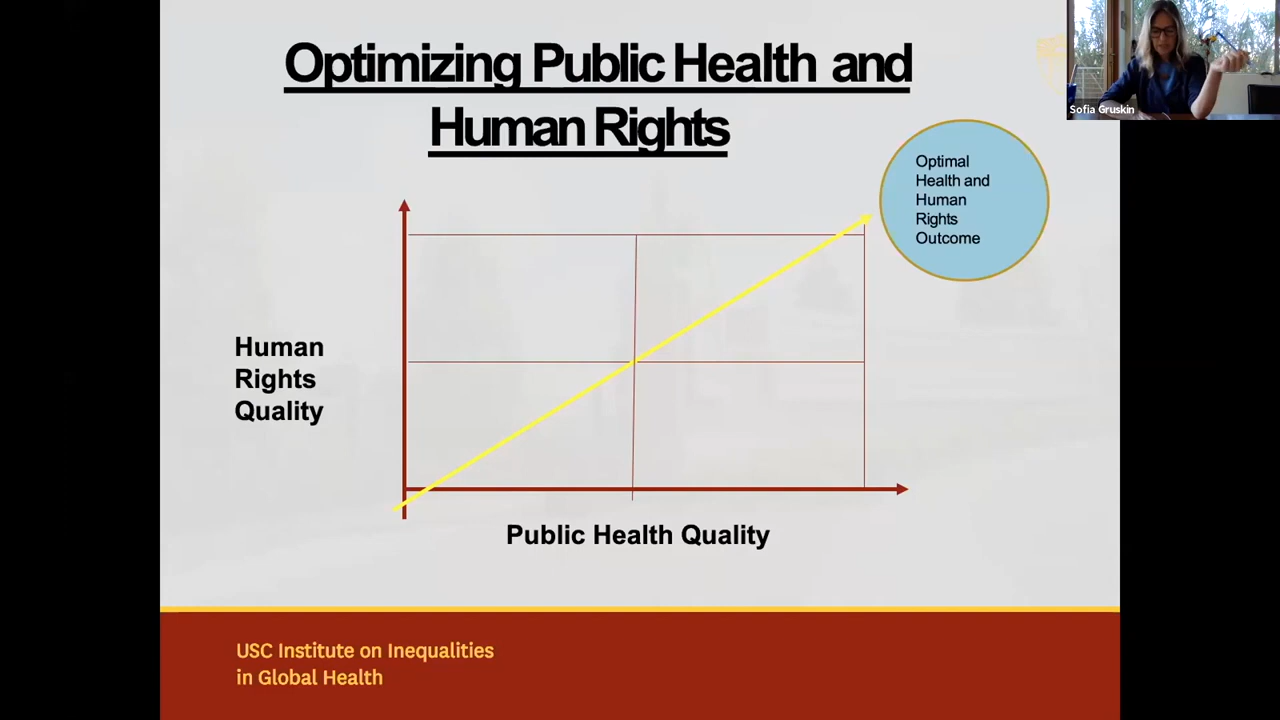 Optimizing Public Health and
Human Rights
Sofia Gruskin
Optimal
Health and
Human
Rights
Outcome
Human
Rights
Quality
Public Health Quality
USC Institute on Inequalities
in Global Health